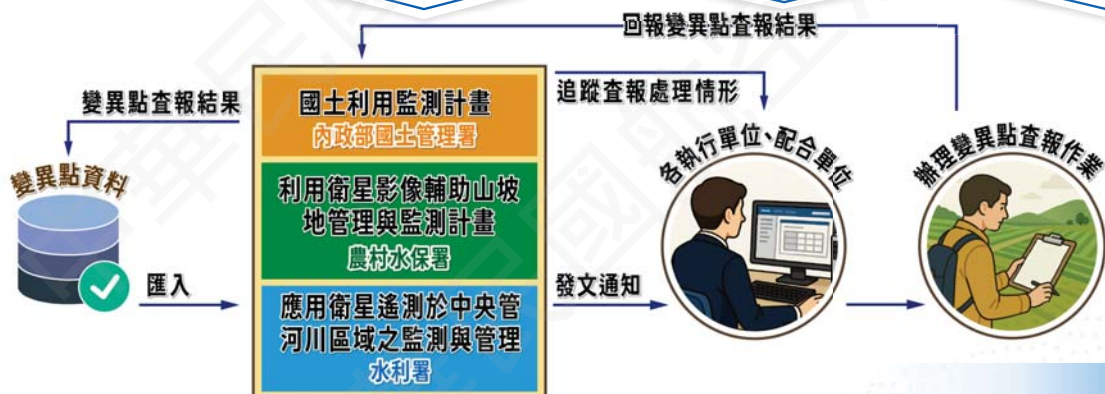 回報變異點查報結果
變異點查報結果
國土利用監測計畫
內政部國土管理署
追蹤查報處理情形
變異點資料
利用衛星影像輔助山坡
地管理與監測計畫
農村水保署
各執行單位、配合單位
辦理變異點查報作業
匯入
應用衛星遙測於中央管
河川區域之監測與管理
水利署
發文通知